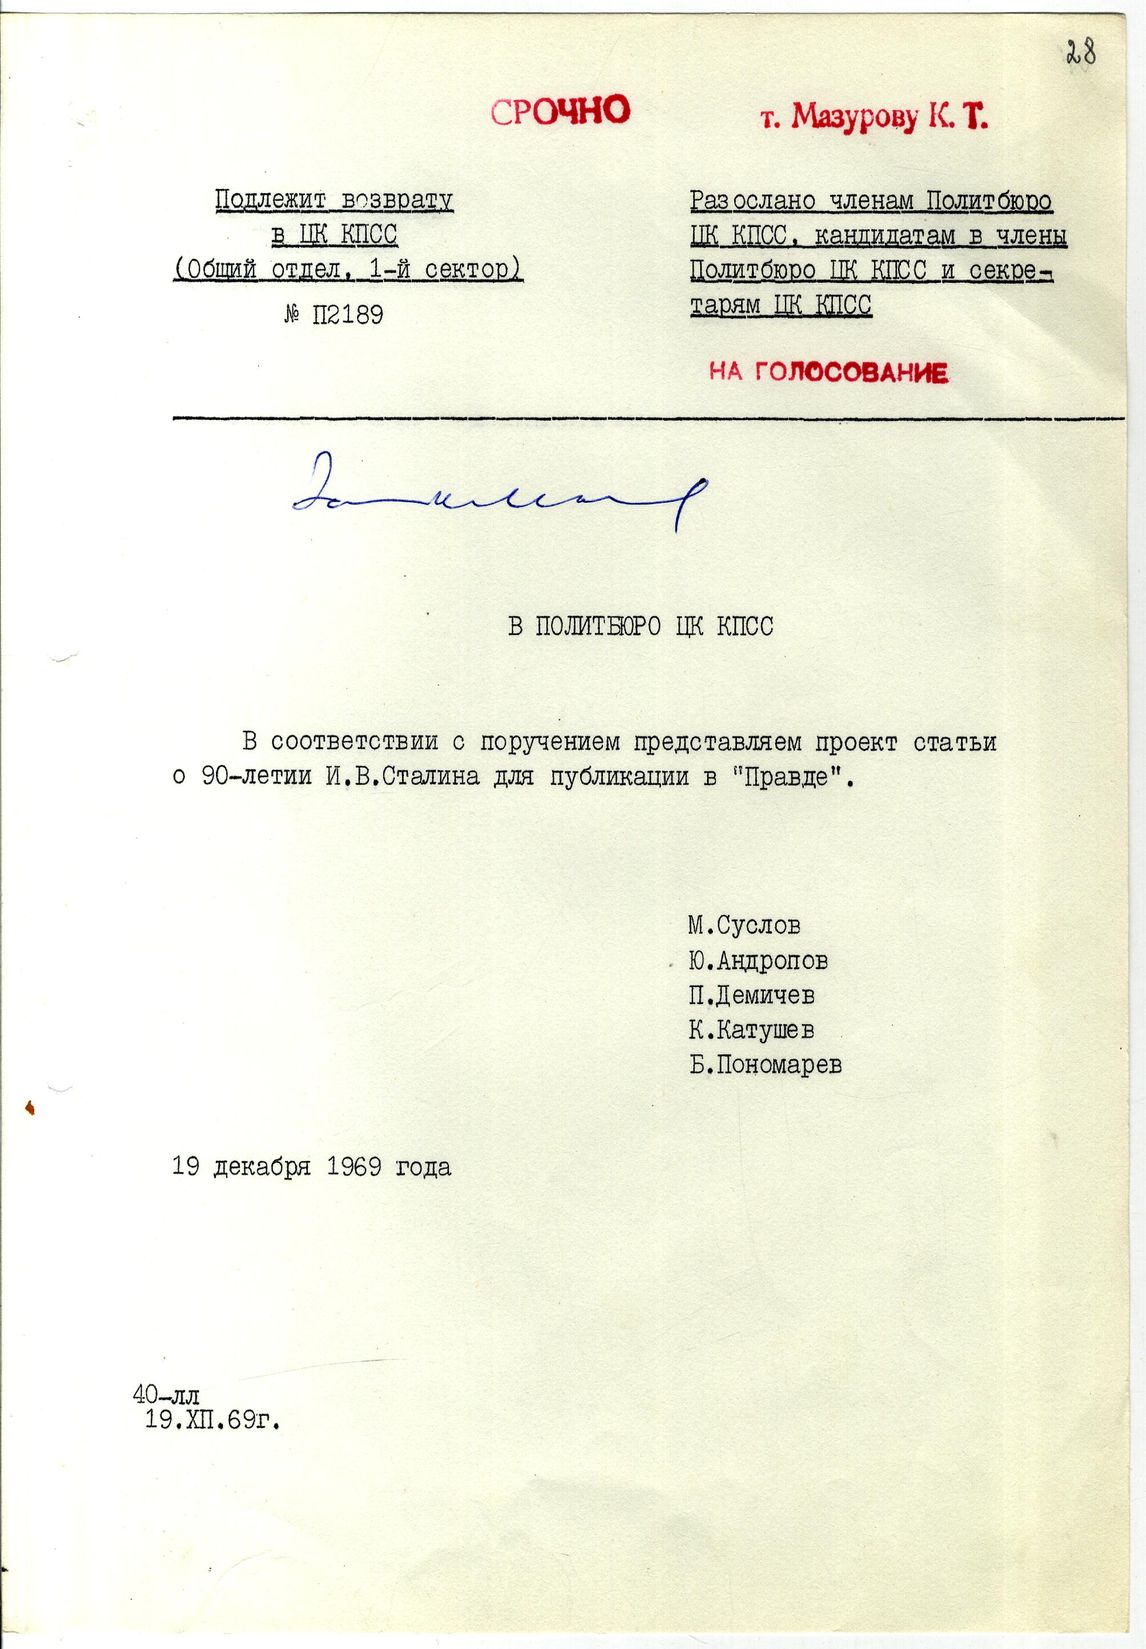 28
СРОЧНО
т. Мазурову К. Т.
Подлежит возврату
в ЦК КПСС
(Общий отдел, 1-й сектор)
№ П2189
Разослано членам Политбюро
ЦК КПСС, кандидатам в члены
Политбюро ЦК КПСС и секре-
тарям ЦК КПСС
НА ГОЛОСОВАНИЕ
В ПОЛИТБЮРО ЦК КПСС
В соответствии с поручением представляем проект статьи
о 90-летии И.В.Сталина для публикации в "Правде".
М.Суслов
Ю.Андропов
П.Демичев
К.Катушев
Б.Пономарев
19 декабря 1969 года
40-лл
19.ХП.69г.